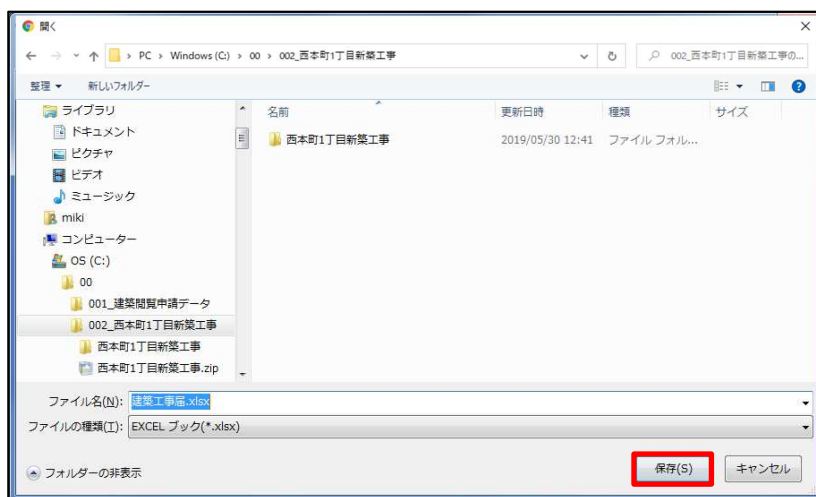 開く
PC › Windows (C:) › 00 › 002_西本町1丁目新築工事
002_西本町1丁目新築工事の...
整理 新しいフォルダー
名前 更新日時 種類 サイズ
西本町1丁目新築工事 2019/05/30 12:41 ファイル フォル...
ライブラリ
ドキュメント
ピクチャ
ビデオ
ミュージック
miki
コンピューター
OS (C:)
00
001_建築閲覧申請データ
002_西本町1丁目新築工事
西本町1丁目新築工事
西本町1丁目新築工事.zip
ファイル名(N): 建築工事届.xlsx
ファイルの種類(T): EXCEL ブック(*.xlsx)
フォルダーの非表示
保存(S) キャンセル